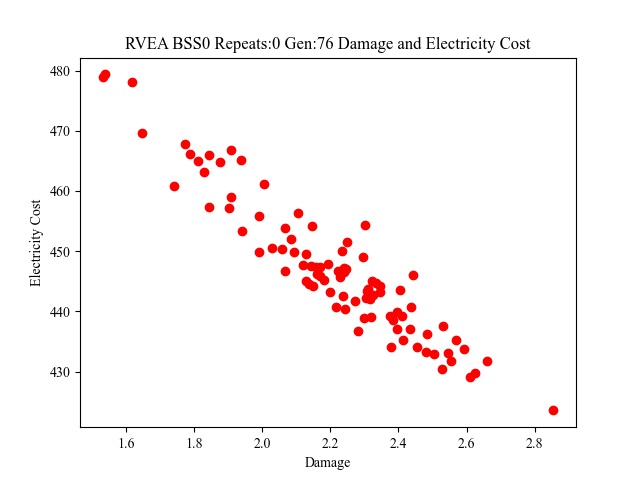 RVEA BSS0 Repeats:0 Gen:76 Damage and Electricity Cost
480
470
460
450
440
430
Electricity Cost
1.6 1.8 2.0 2.2 2.4 2.6 2.8
Damage